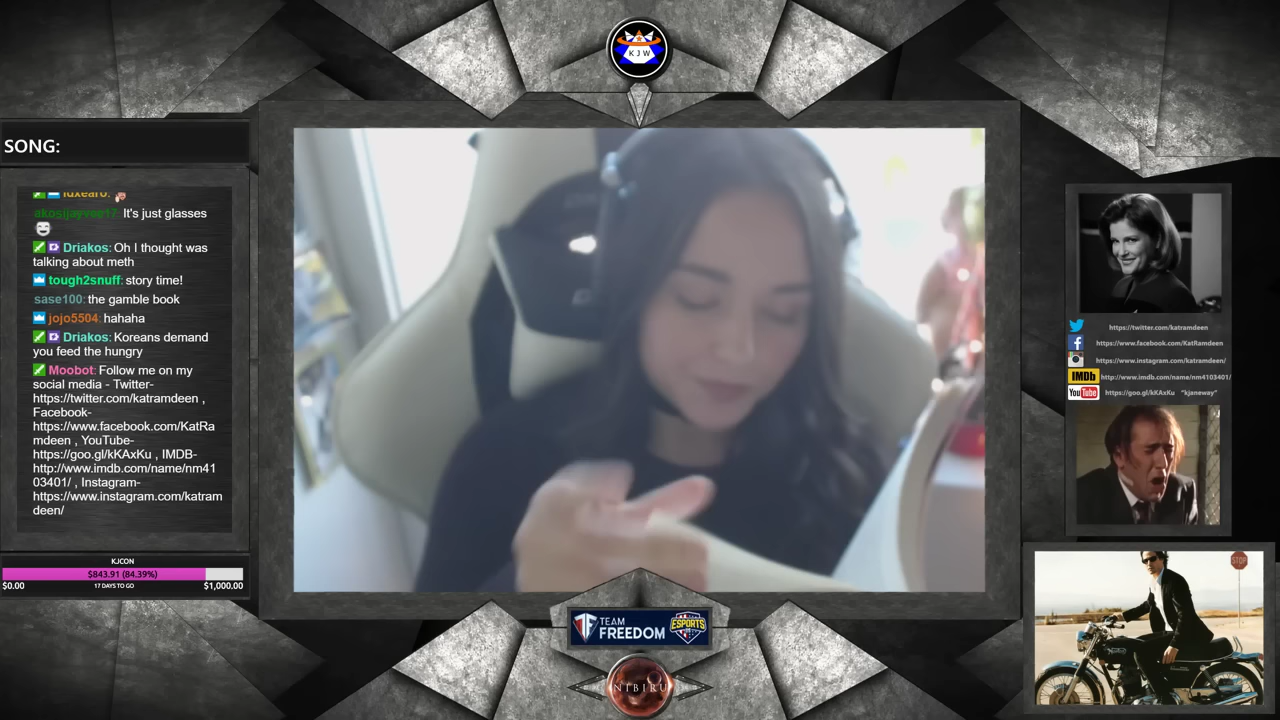 KJW
SONG:
luxearo:
akosijayvee17: It's just glasses
Driakos: Oh I thought was
talking about meth
tough2snuff: story time!
sase100: the gamble book
jojo5504: hahaha
Driakos: Koreans demand
you feed the hungry
Moobot: Follow me on my
social media - Twitter-
https://twitter.com/katramdeen ,
Facebook-
https://www.facebook.com/KatRa
mdeen , YouTube-
https://goo.gl/kKAxKu , IMDB-
http://www.imdb.com/name/nm41
03401/ , Instagram-
https://www.instagram.com/katram
deen/
KJCON
$843.91 (84.39%)
$0.00 17 DAYS TO GO $1,000.00
https://twitter.com/katramdeen
https://www.facebook.com/KatRamdeen
https://www.instagram.com/katramdeen/
IMDb http://www.imdb.com/name/nm4103401/
YouTube https://goo.gl/kKAxKu "kjaneway"
STOP
TEAM
FREEDOM
ESPORTS
NIBIRU